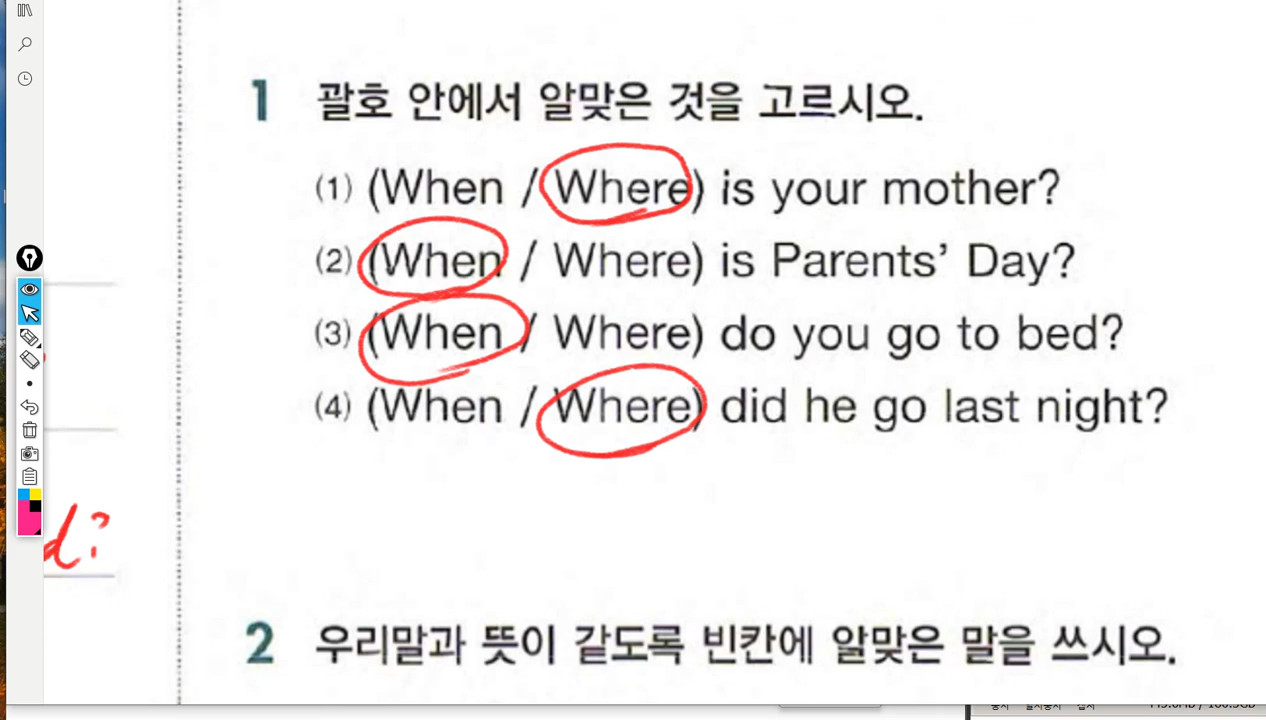 1 괄호 안에서 알맞은 것을 고르시오.
(1) (When / Where) is your mother?
(2) (When / Where) is Parents' Day?
(3) (When / Where) do you go to bed?
(4) (When / Where) did he go last night?
d?
2 우리말과 뜻이 같도록 빈칸에 알맞은 말을 쓰시오.